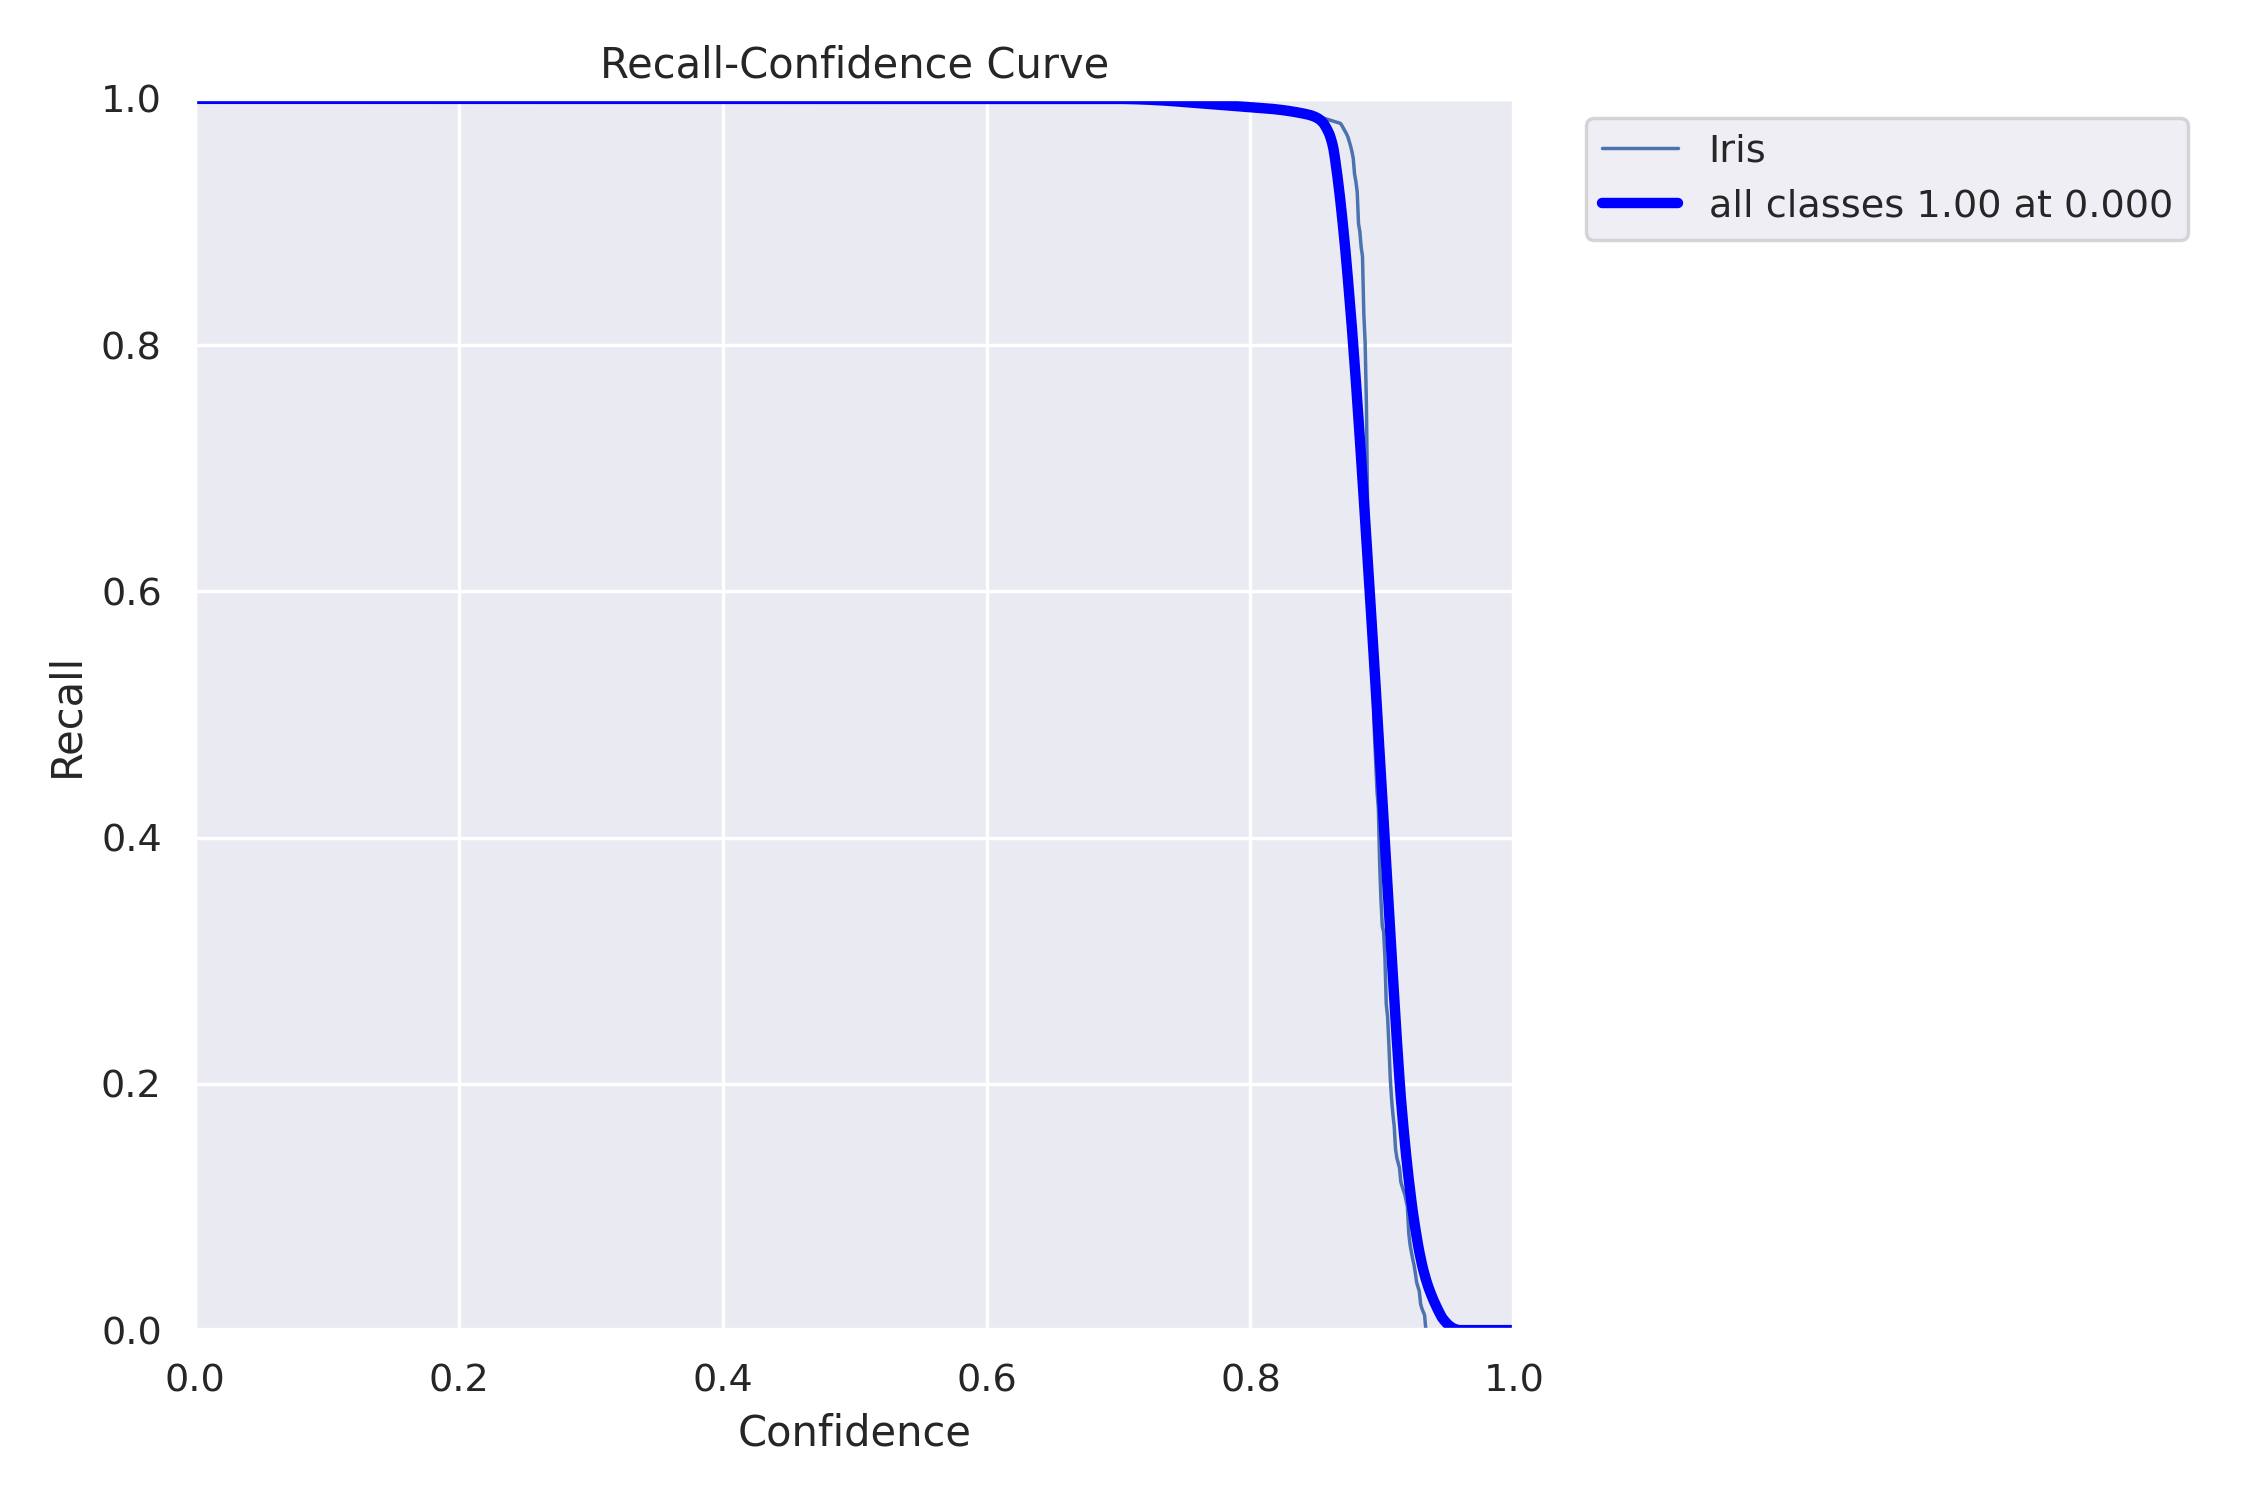 Recall-Confidence Curve
1.0
0.8
0.6
0.4
0.2
0.0
Recall
0.0 0.2 0.4 0.6 0.8 1.0
Confidence
Iris
all classes 1.00 at 0.000